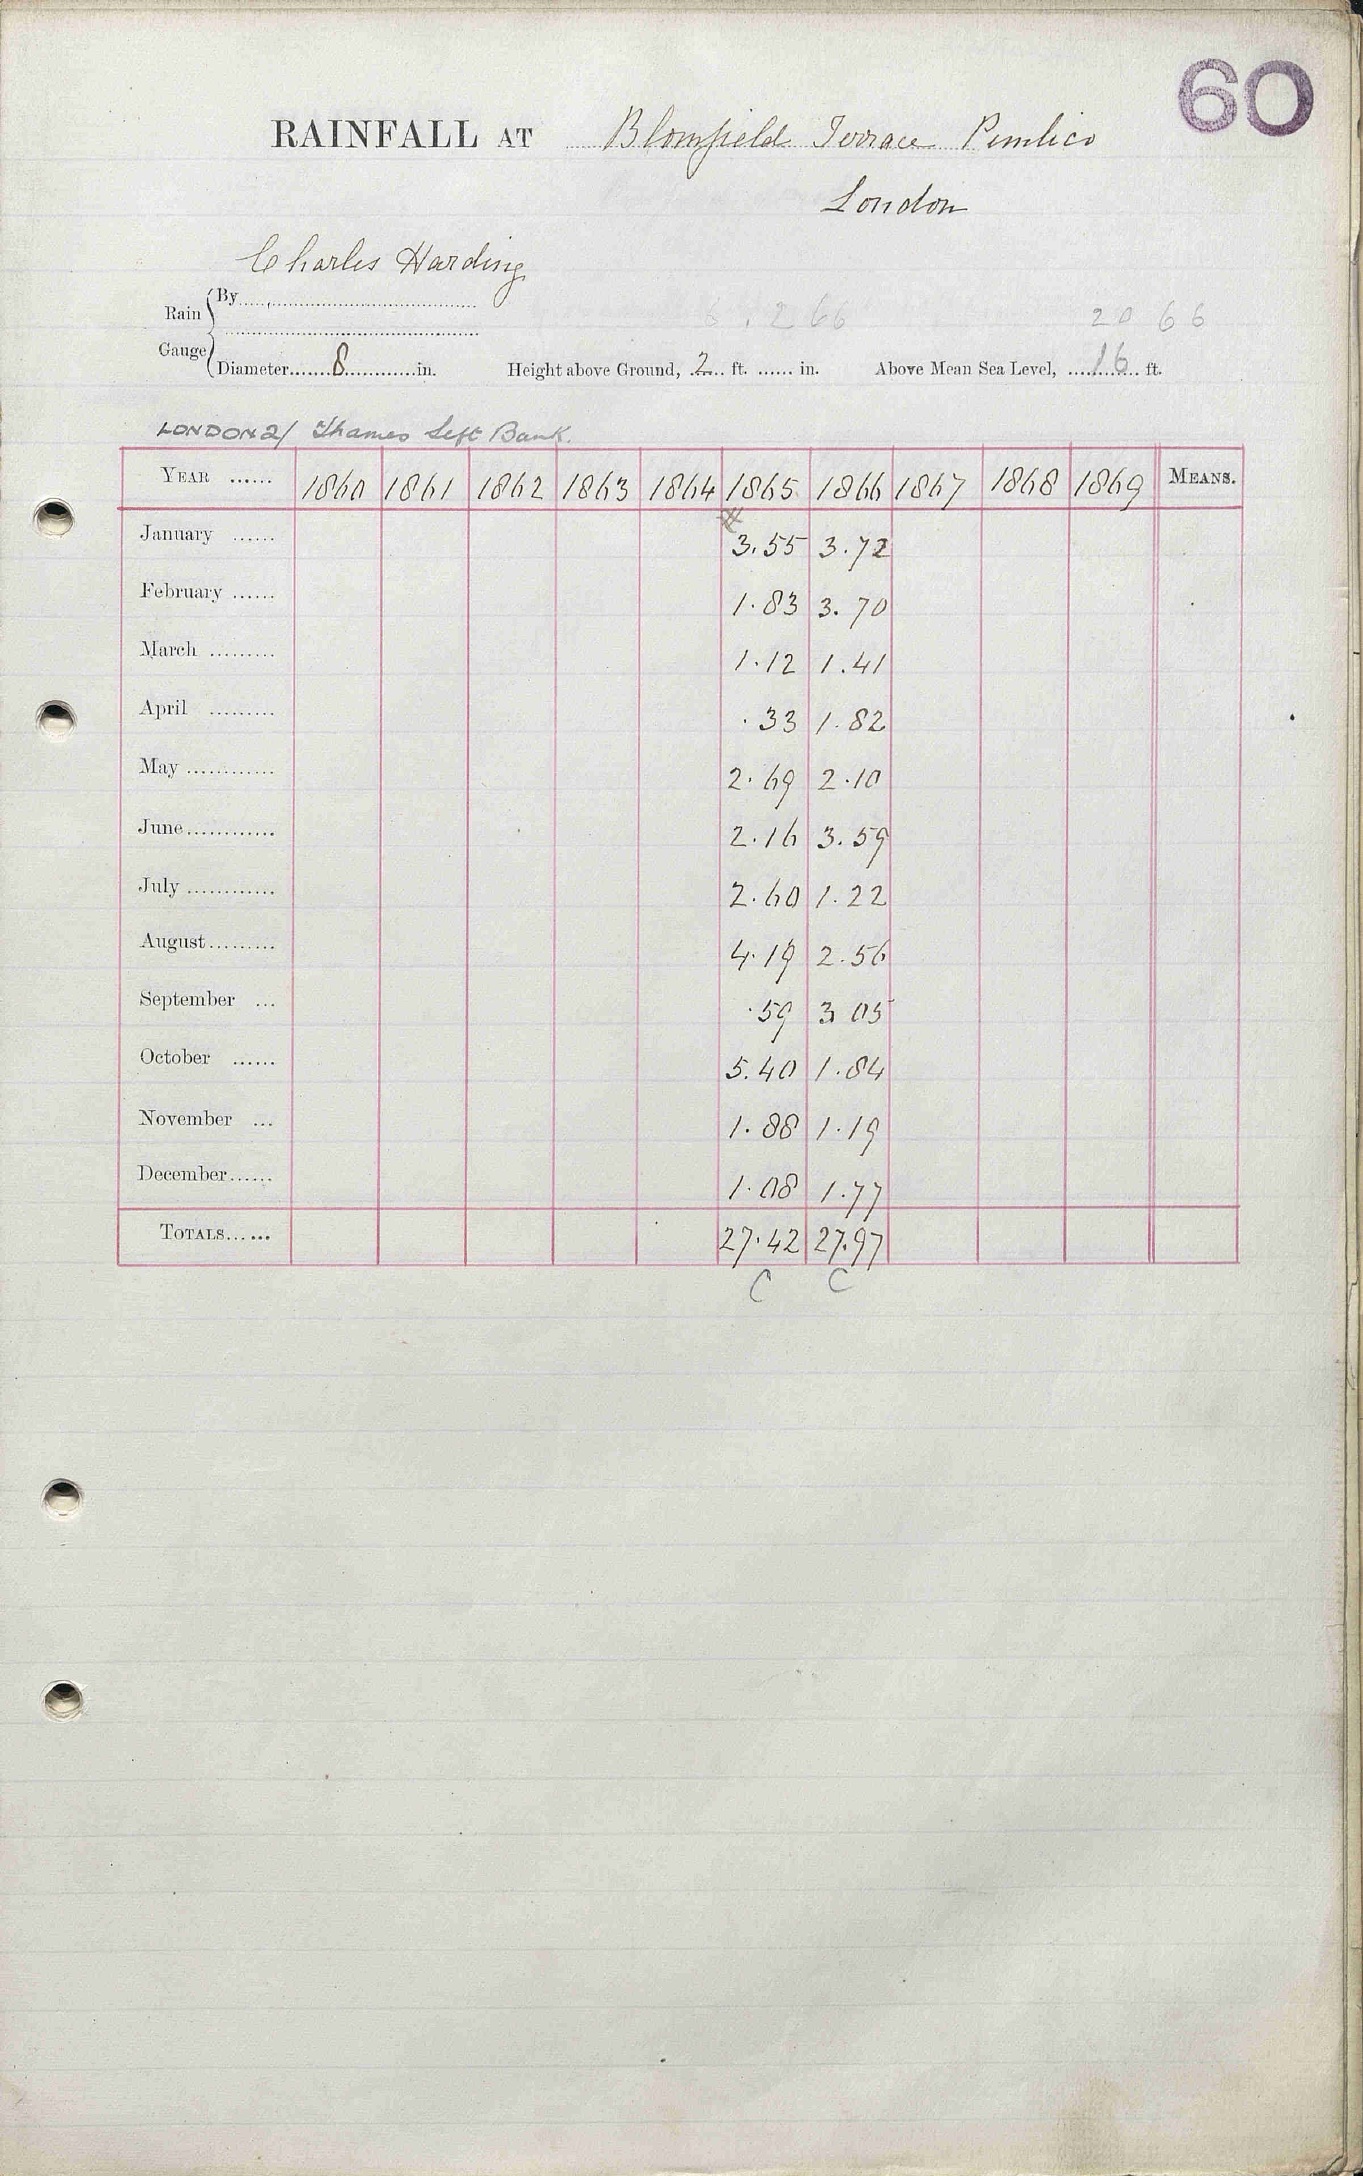 60
RAINFALL AT Blomfield Terrace Pimlico
London
Charles Harding
Rain Gauge
By
6.266 2066
Diameter.......8............in. Height above Ground, ..2.... ft. ...... in. Above Mean Sea Level, .....16..... ft.
LONDON 2/ Thames Left Bank.
YEAR ...... 1860 1861 1862 1863 1864 1865 1866 1867 1868 1869 MEANS.
January ...... 3.55 3.72
February ...... 1.83 3.70
March ......... 1.12 1.41
April ......... .33 1.82
May ............ 2.69 2.10
June............ 2.16 3.59
July ............ 2.60 1.22
August......... 4.19 2.56
September ... .59 3 05
October ...... 5.40 1.84
November ... 1.88 1.19
December...... 1.08 1.77
TOTALS...... 27.42 27.97
C C